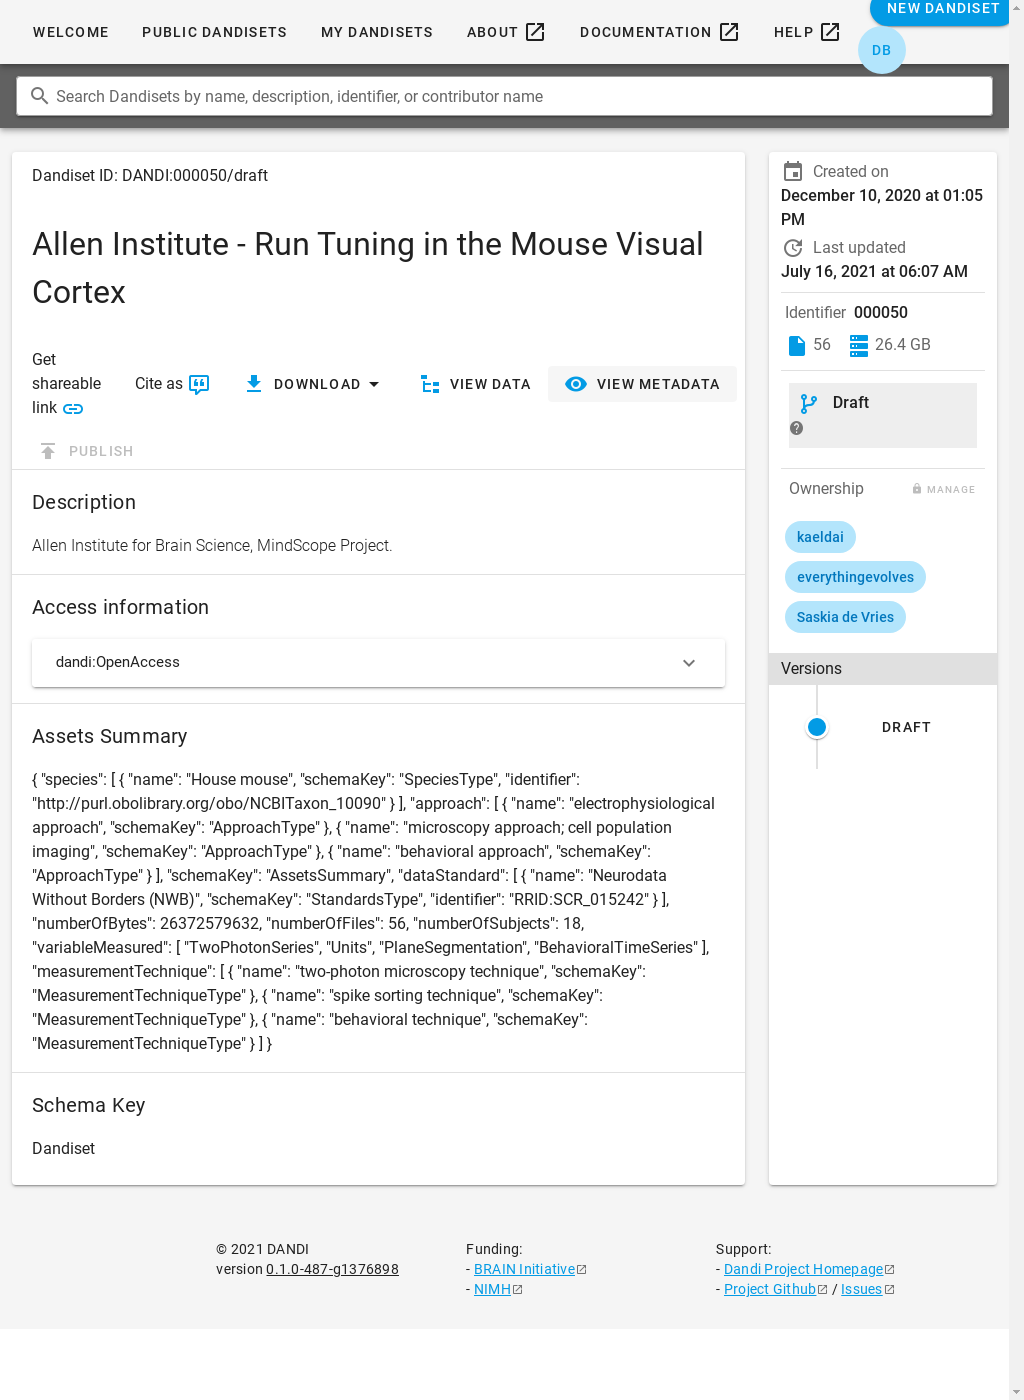 WELCOME PUBLIC DANDISETS MY DANDISETS ABOUT DOCUMENTATION HELP NEW DANDISET
DB
Search Dandisets by name, description, identifier, or contributor name
Dandiset ID: DANDI:000050/draft
Allen Institute - Run Tuning in the Mouse Visual
Cortex
Get
shareable
link
Cite as
DOWNLOAD
VIEW DATA
VIEW METADATA
PUBLISH
Description
Allen Institute for Brain Science, MindScope Project.
Access information
dandi:OpenAccess
Assets Summary
{ "species": [ { "name": "House mouse", "schemaKey": "SpeciesType", "identifier":
"http://purl.obolibrary.org/obo/NCBITaxon_10090" } ], "approach": [ { "name": "electrophysiological
approach", "schemaKey": "ApproachType" }, { "name": "microscopy approach; cell population
imaging", "schemaKey": "ApproachType" }, { "name": "behavioral approach", "schemaKey":
"ApproachType" } ], "schemaKey": "AssetsSummary", "dataStandard": [ { "name": "Neurodata
Without Borders (NWB)", "schemaKey": "StandardsType", "identifier": "RRID:SCR_015242" } ],
"numberOfBytes": 26372579632, "numberOfFiles": 56, "numberOfSubjects": 18,
"variableMeasured": [ "TwoPhotonSeries", "Units", "PlaneSegmentation", "BehavioralTimeSeries" ],
"measurementTechnique": [ { "name": "two-photon microscopy technique", "schemaKey":
"MeasurementTechniqueType" }, { "name": "spike sorting technique", "schemaKey":
"MeasurementTechniqueType" }, { "name": "behavioral technique", "schemaKey":
"MeasurementTechniqueType" } ] }
Schema Key
Dandiset
Created on
December 10, 2020 at 01:05
PM
Last updated
July 16, 2021 at 06:07 AM
Identifier 000050
56 26.4 GB
Draft
Ownership MANAGE
kaeldai
everythingevolves
Saskia de Vries
Versions
DRAFT
© 2021 DANDI
version 0.1.0-487-g1376898
Funding:
- BRAIN Initiative
- NIMH
Support:
- Dandi Project Homepage
- Project Github / Issues